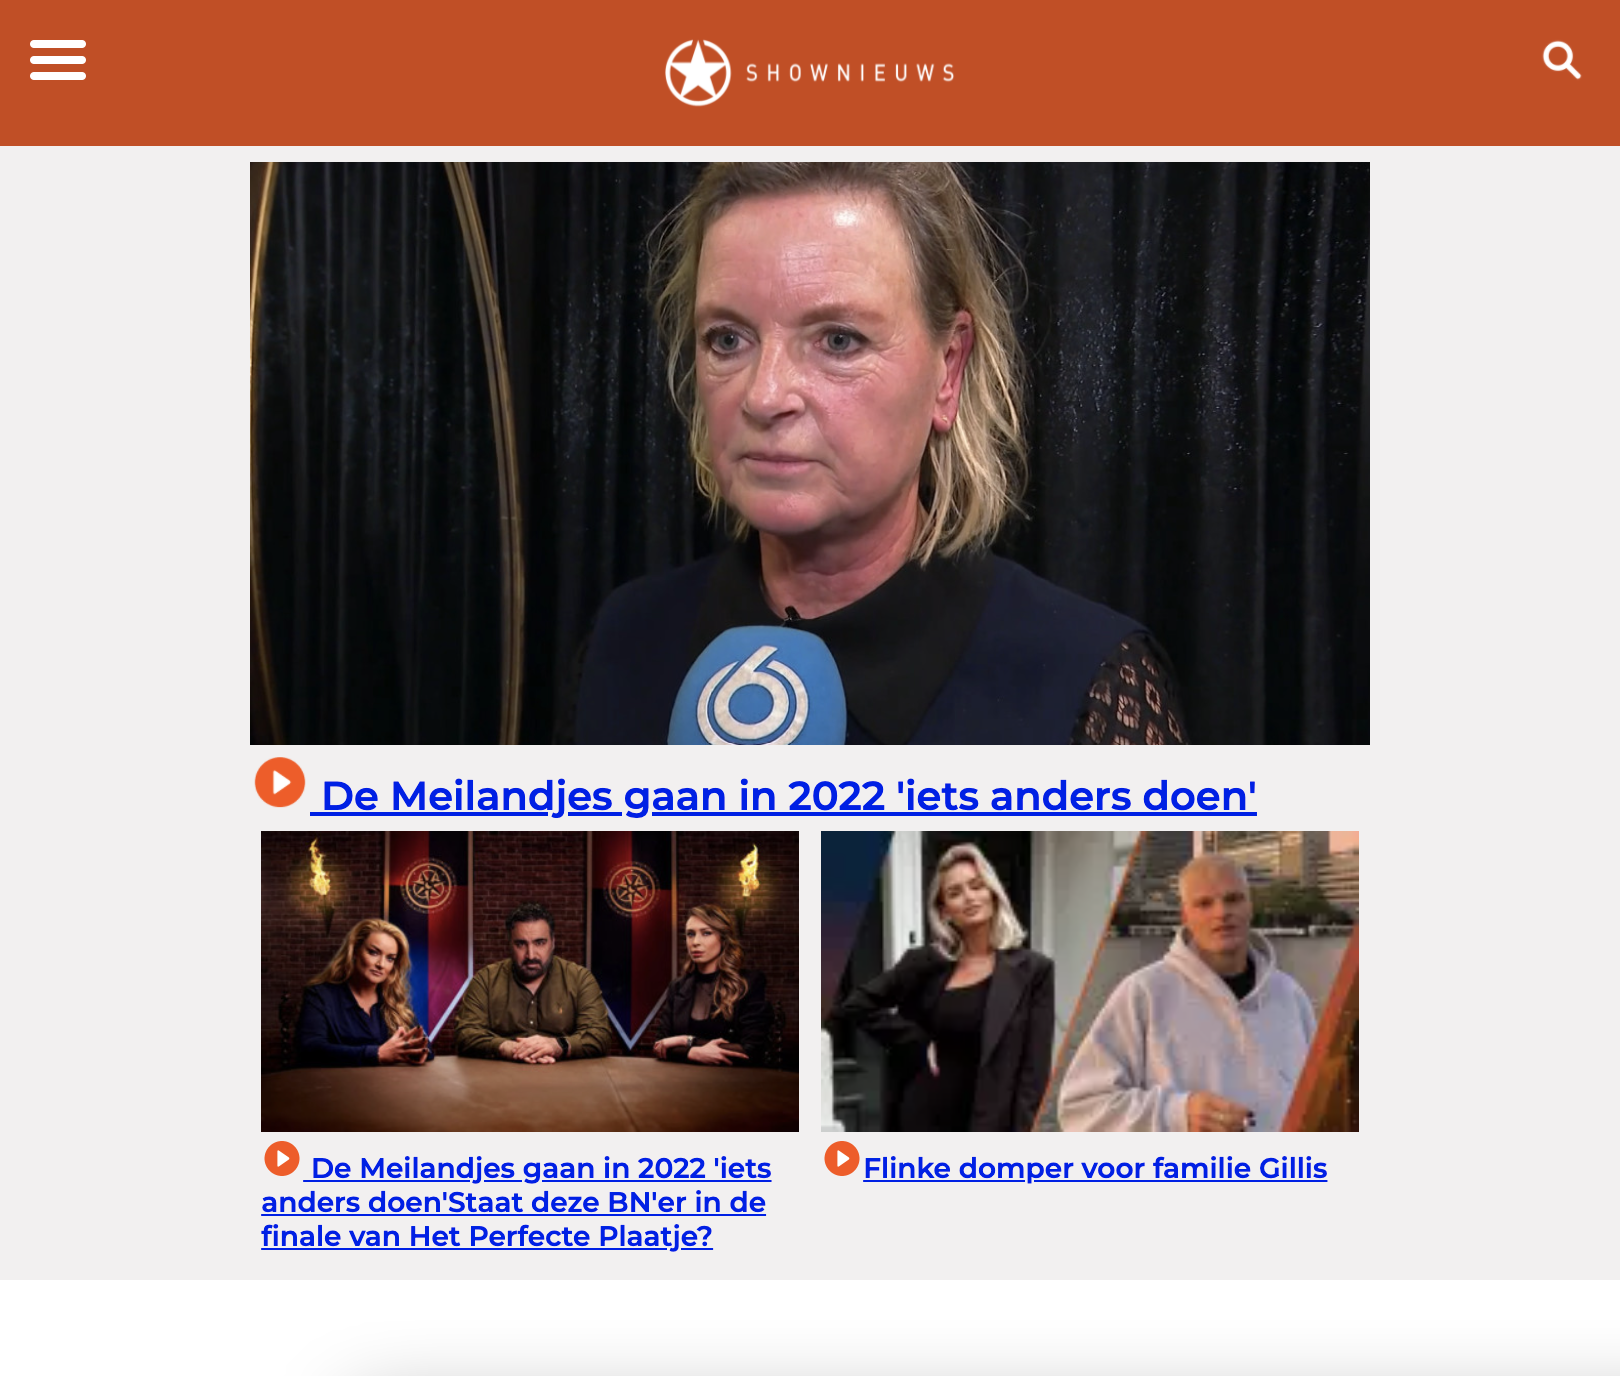 SHOWNIEUWS
6
De Meilandjes gaan in 2022 'iets anders doen'
De Meilandjes gaan in 2022 'iets
anders doen'Staat deze BN'er in de
finale van Het Perfecte Plaatje?
Flinke domper voor familie Gillis